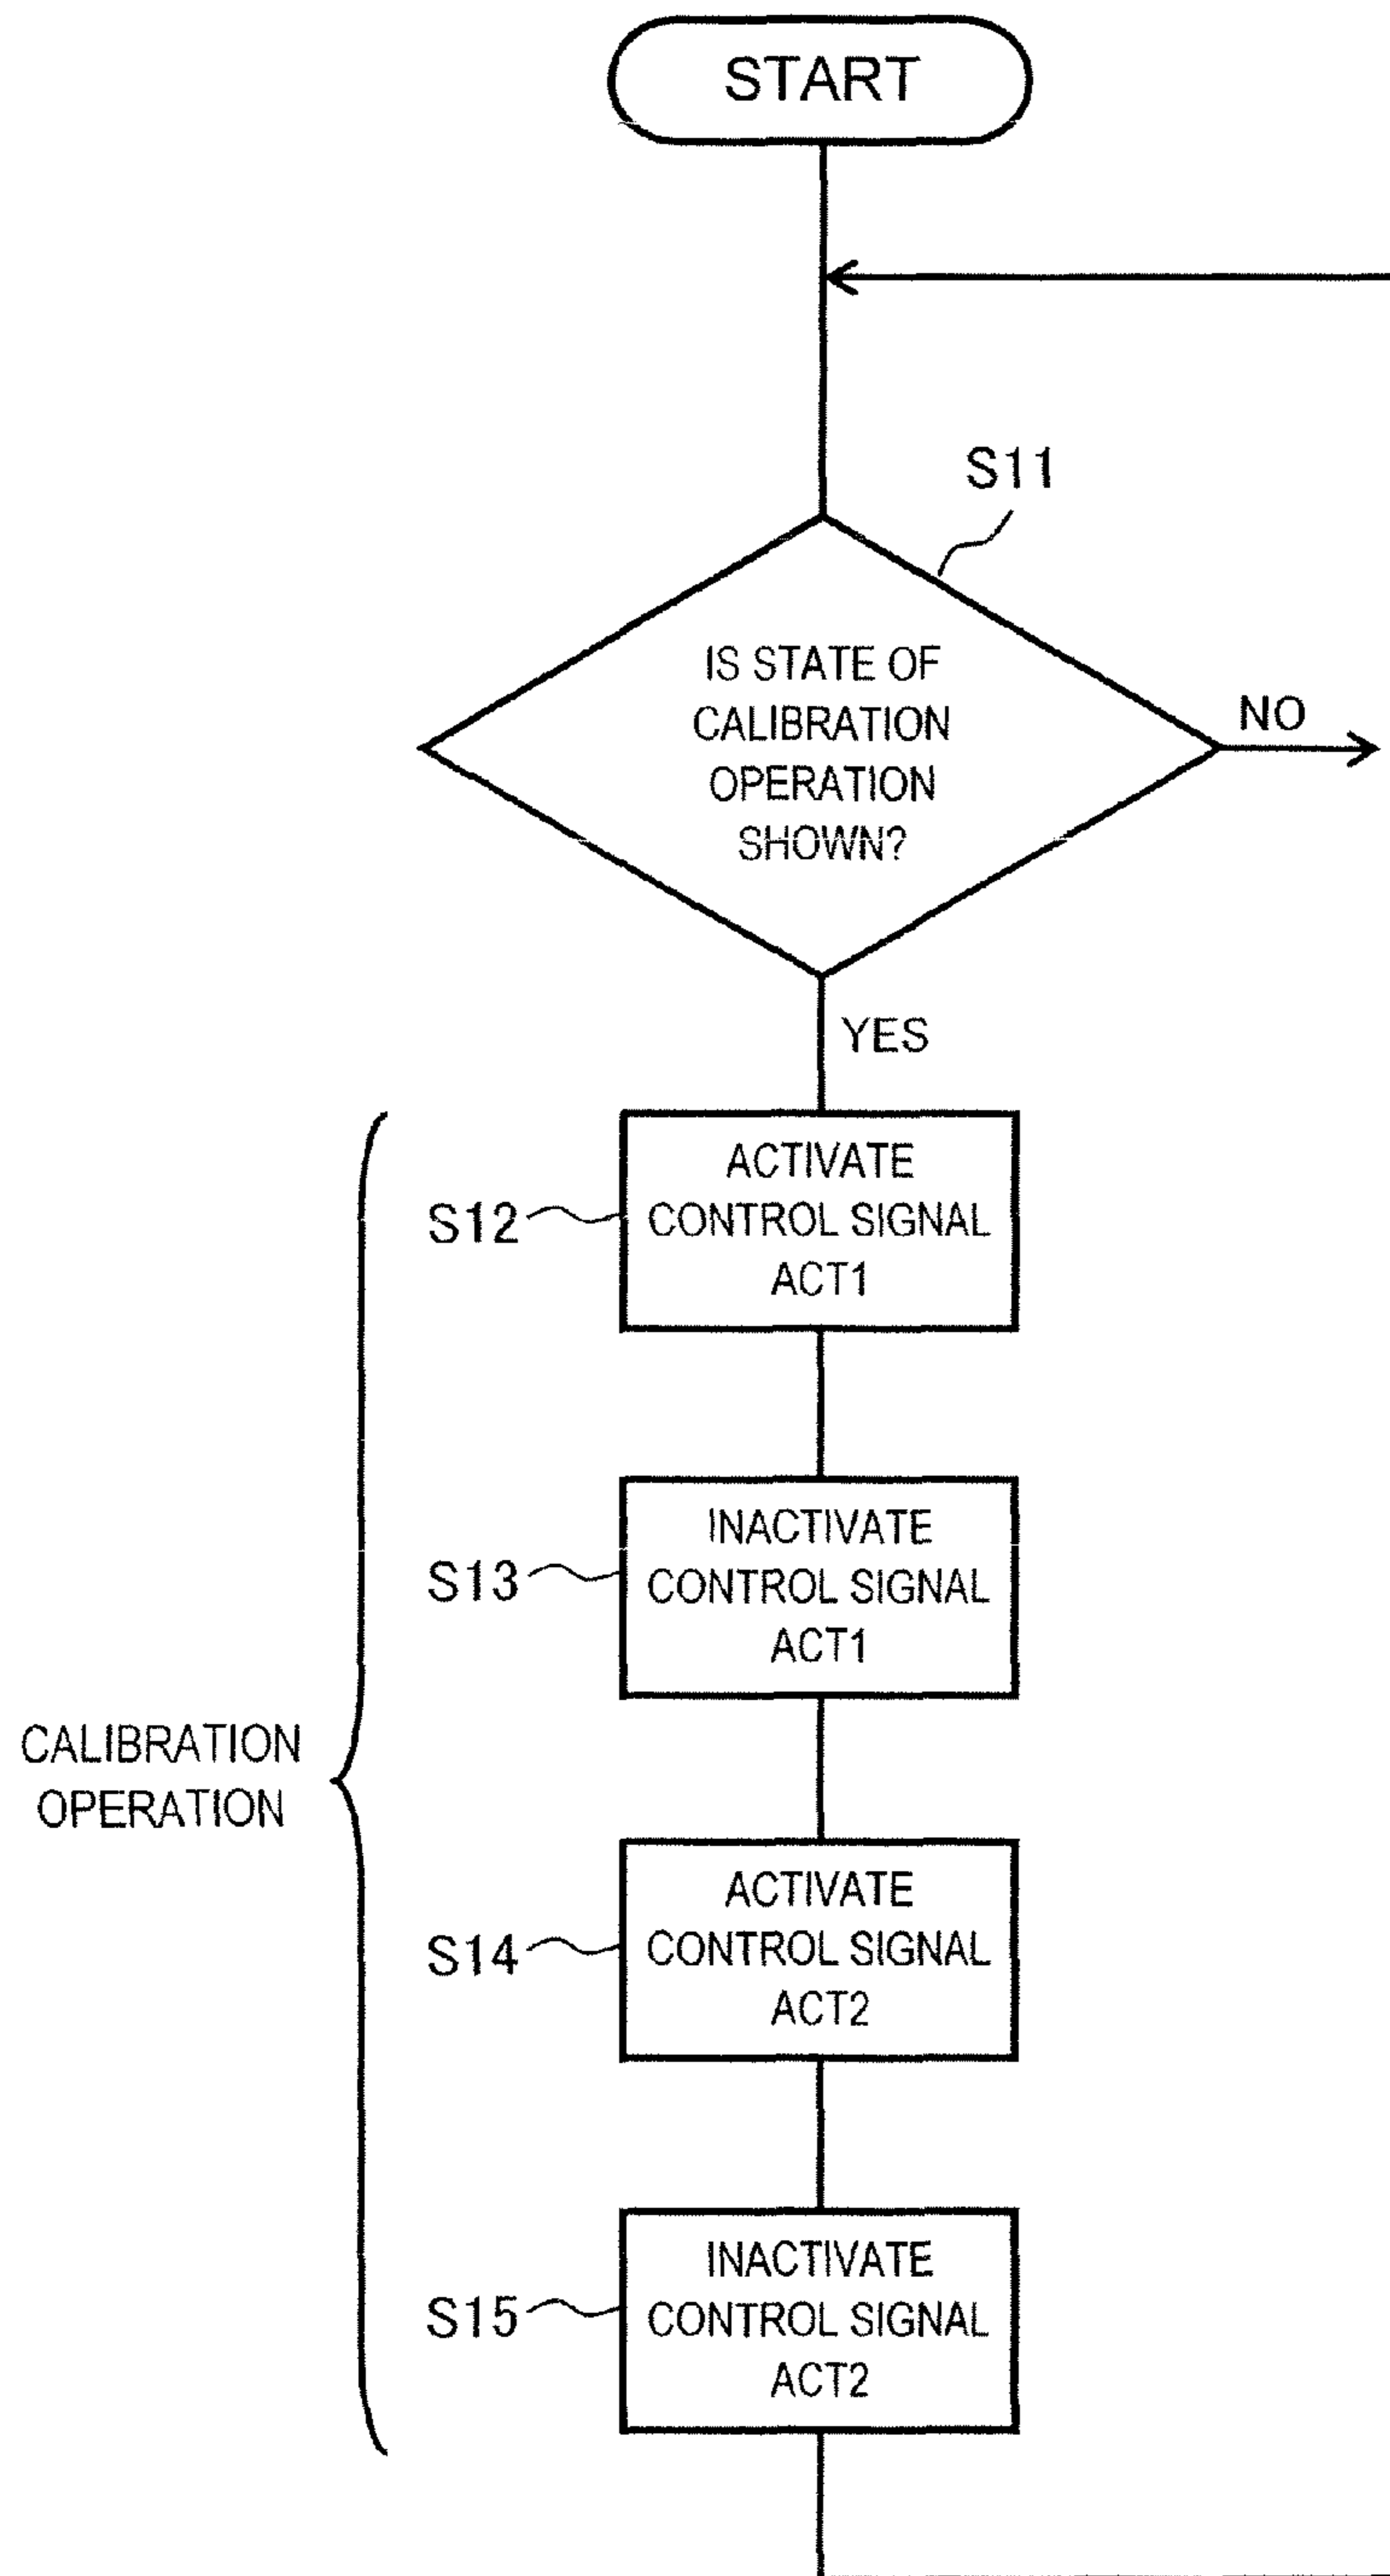 START
S11
IS STATE OF
CALIBRATION
OPERATION
SHOWN?
NO
YES
S12
ACTIVATE
CONTROL SIGNAL
ACT1
S13
INACTIVATE
CONTROL SIGNAL
ACT1
CALIBRATION
OPERATION
S14
ACTIVATE
CONTROL SIGNAL
ACT2
S15
INACTIVATE
CONTROL SIGNAL
ACT2